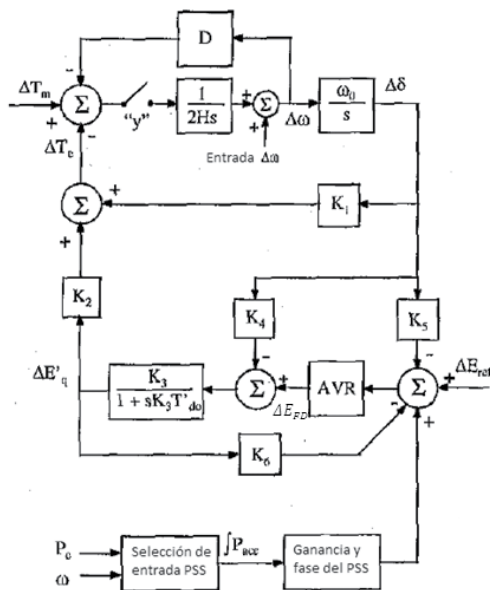 D
ΔT_m
Σ
"y"
1
2Hs
Σ
Δω
ω_0
s
Δδ
Entrada Δω
ΔT_e
Σ
K_1
K_2
K_4
K_5
ΔE'_q
K_3
1 + sK_3T'_do
Σ
AVR
Σ
ΔE_ref
ΔE_FD
K_6
P_e
ω
Selección de
entrada PSS
∫P_acc
Ganancia y
fase del PSS